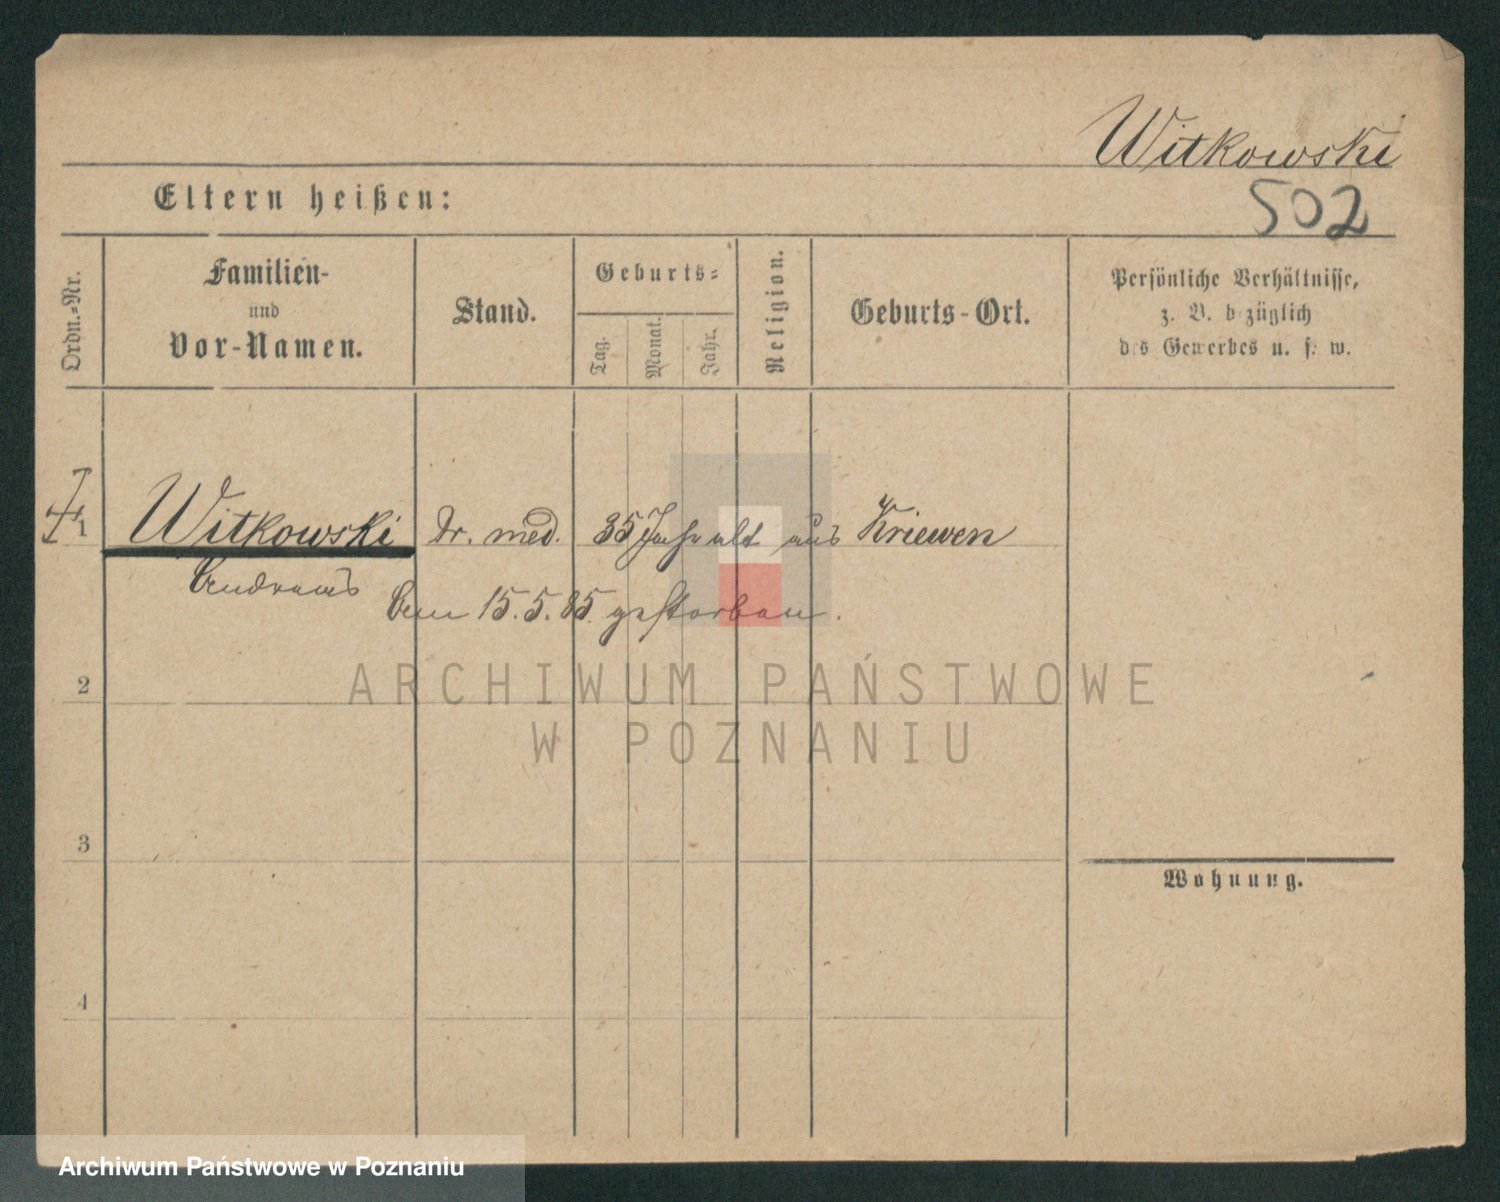 Witkowski
502
Eltern heißen:
Ordn.-Nr.
Familien-
und
Vor-Namen.
Stand.
Geburts-
Tag.
Monat.
Jahr.
Religion.
Geburts-Ort.
Persönliche Verhältnisse,
z. B. bezüglich
des Gewerbes u. s. w.
1 Witkowski Dr. med. 35 Jahr alt aus Kriewen
Andreas
Am 15.5.85 gestorben.
2
ARCHIWUM PAŃSTWOWE
W POZNANIU
3
Wohnung.
4
Archiwum Państwowe w Poznaniu